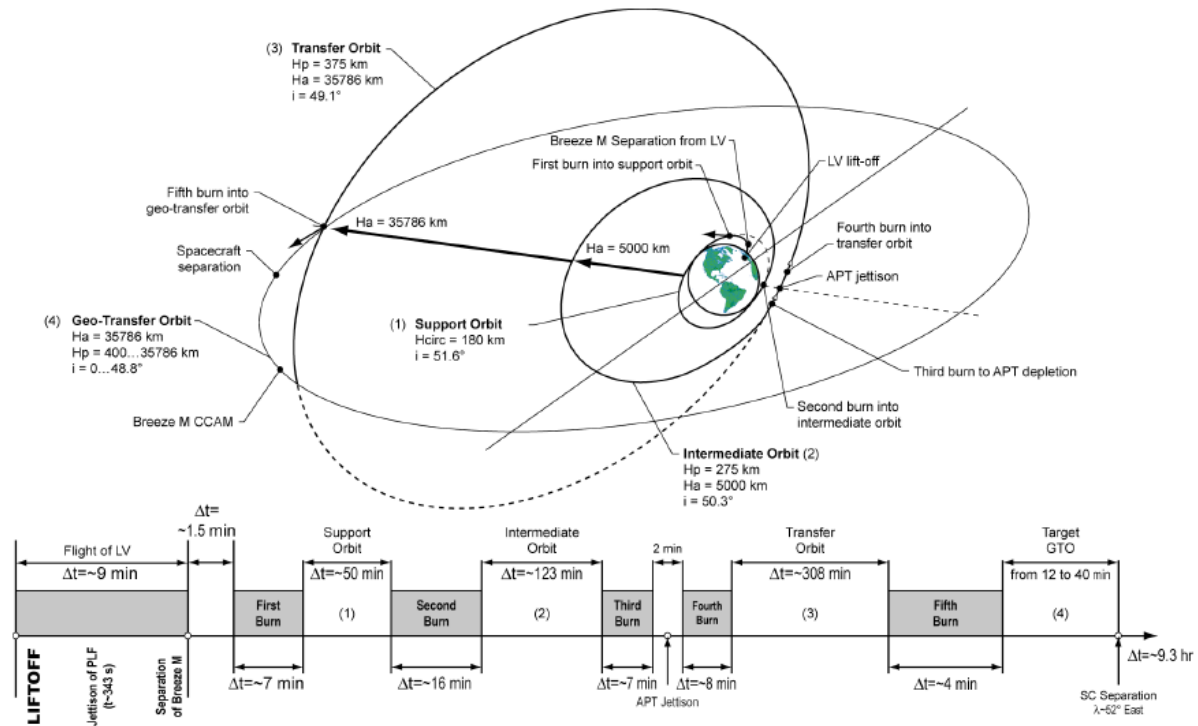 (3) Transfer Orbit
Hp = 375 km
Ha = 35786 km
i = 49.1°
Breeze M Separation from LV
First burn into support orbit
LV lift-off
Fifth burn into
geo-transfer orbit
Ha = 35786 km
Ha = 5000 km
Fourth burn into
transfer orbit
Spacecraft
separation
APT jettison
(4) Geo-Transfer Orbit
Ha = 35786 km
Hp = 400...35786 km
i = 0...48.8°
(1) Support Orbit
Hcirc = 180 km
i = 51.6°
Third burn to APT depletion
Breeze M CCAM
Second burn into
intermediate orbit
Intermediate Orbit (2)
Hp = 275 km
Ha = 5000 km
i = 50.3°
Δt=
~1.5 min
Flight of LV
Δt=~9 min
Support
Orbit
Δt=~50 min
Intermediate
Orbit
Δt=~123 min
2 min
Transfer
Orbit
Δt=~308 min
Target
GTO
from 12 to 40 min
First
Burn
(1)
Second
Burn
(2)
Third
Burn
Fourth
Burn
(3)
Fifth
Burn
(4)
LIFTOFF
Jettison of PLF
(t~343 s)
Separation
of Breeze M
Δt=~7 min
Δt=~16 min
Δt=~7 min
APT Jettison
Δt=~8 min
Δt=~4 min
Δt=~9.3 hr
SC Separation
λ~52° East